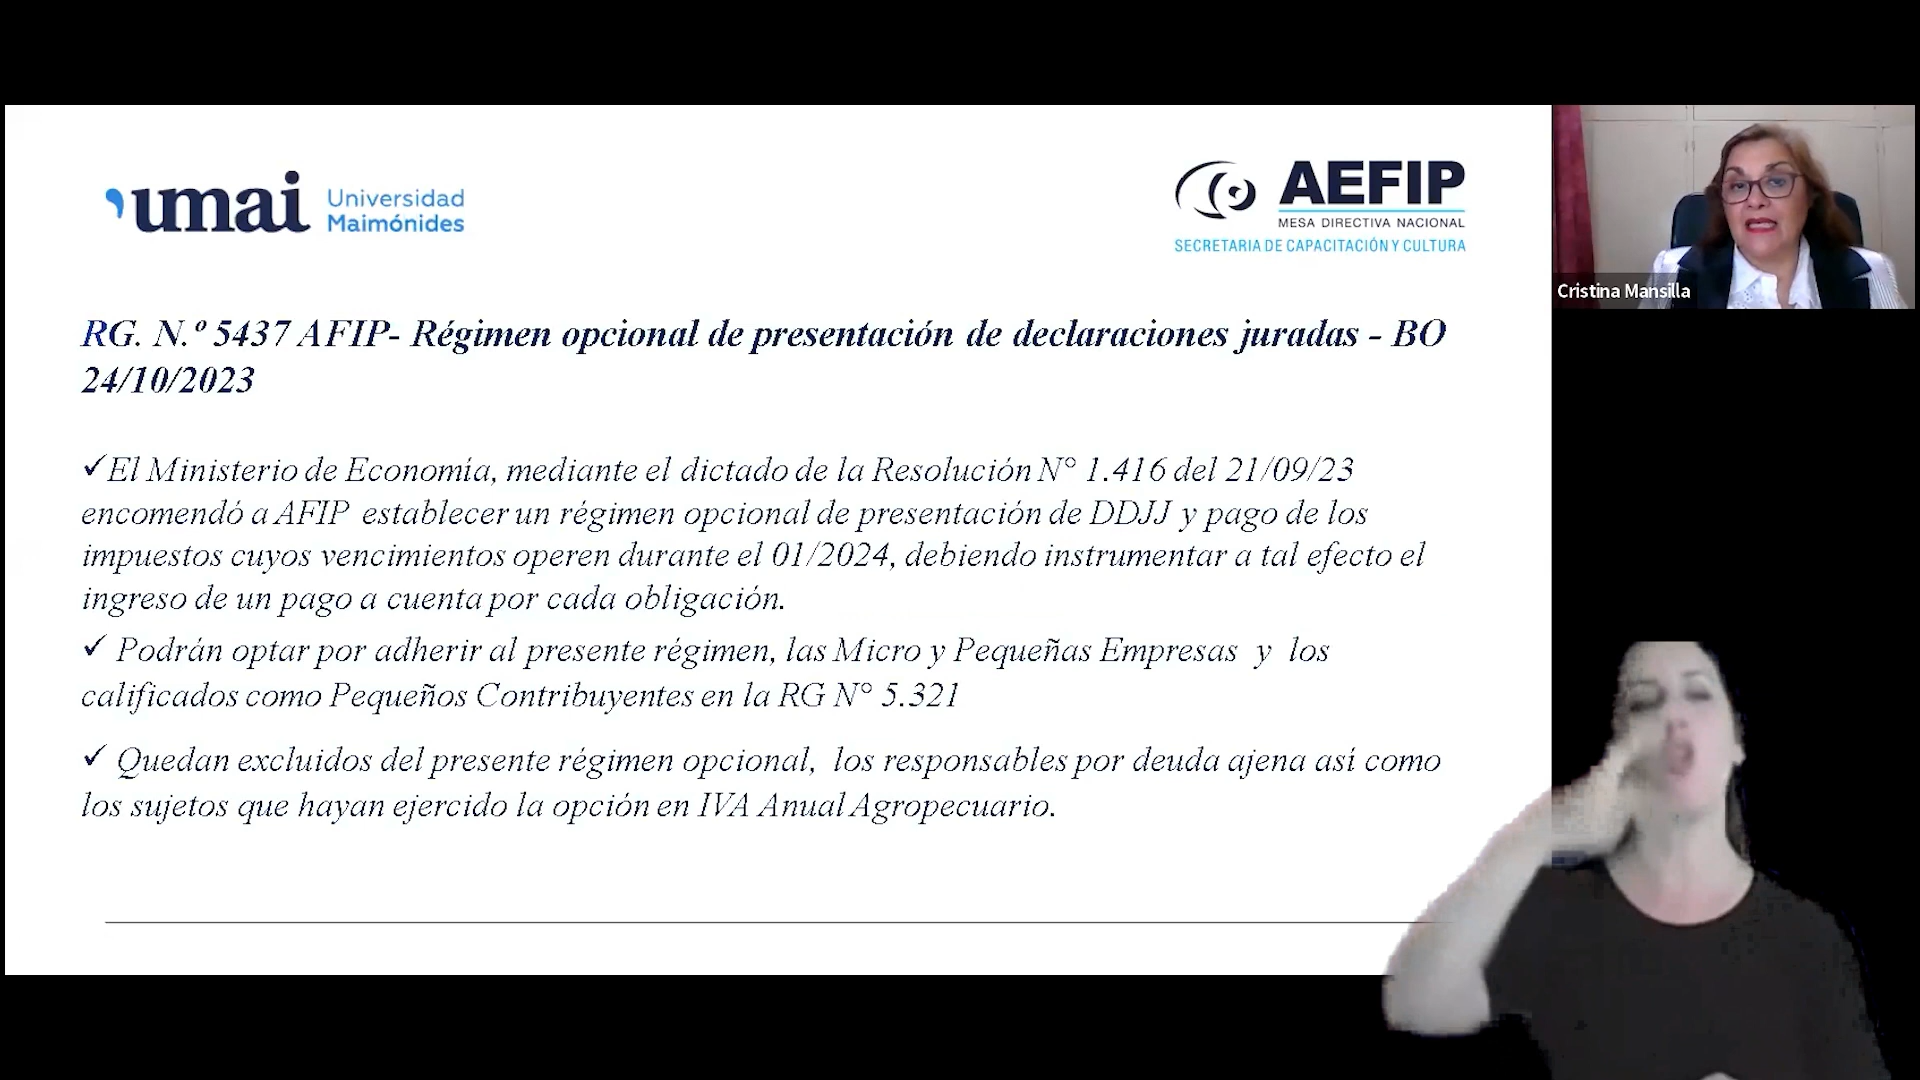 umai Universidad
Maimónides
AEFIP
MESA DIRECTIVA NACIONAL
SECRETARIA DE CAPACITACIÓN Y CULTURA
Cristina Mansilla
RG. N.º 5437 AFIP- Régimen opcional de presentación de declaraciones juradas - BO
24/10/2023
✓El Ministerio de Economía, mediante el dictado de la Resolución N° 1.416 del 21/09/23
encomendó a AFIP establecer un régimen opcional de presentación de DDJJ y pago de los
impuestos cuyos vencimientos operen durante el 01/2024, debiendo instrumentar a tal efecto el
ingreso de un pago a cuenta por cada obligación.
✓ Podrán optar por adherir al presente régimen, las Micro y Pequeñas Empresas y los
calificados como Pequeños Contribuyentes en la RG N° 5.321
✓ Quedan excluidos del presente régimen opcional, los responsables por deuda ajena así como
los sujetos que hayan ejercido la opción en IVA Anual Agropecuario.